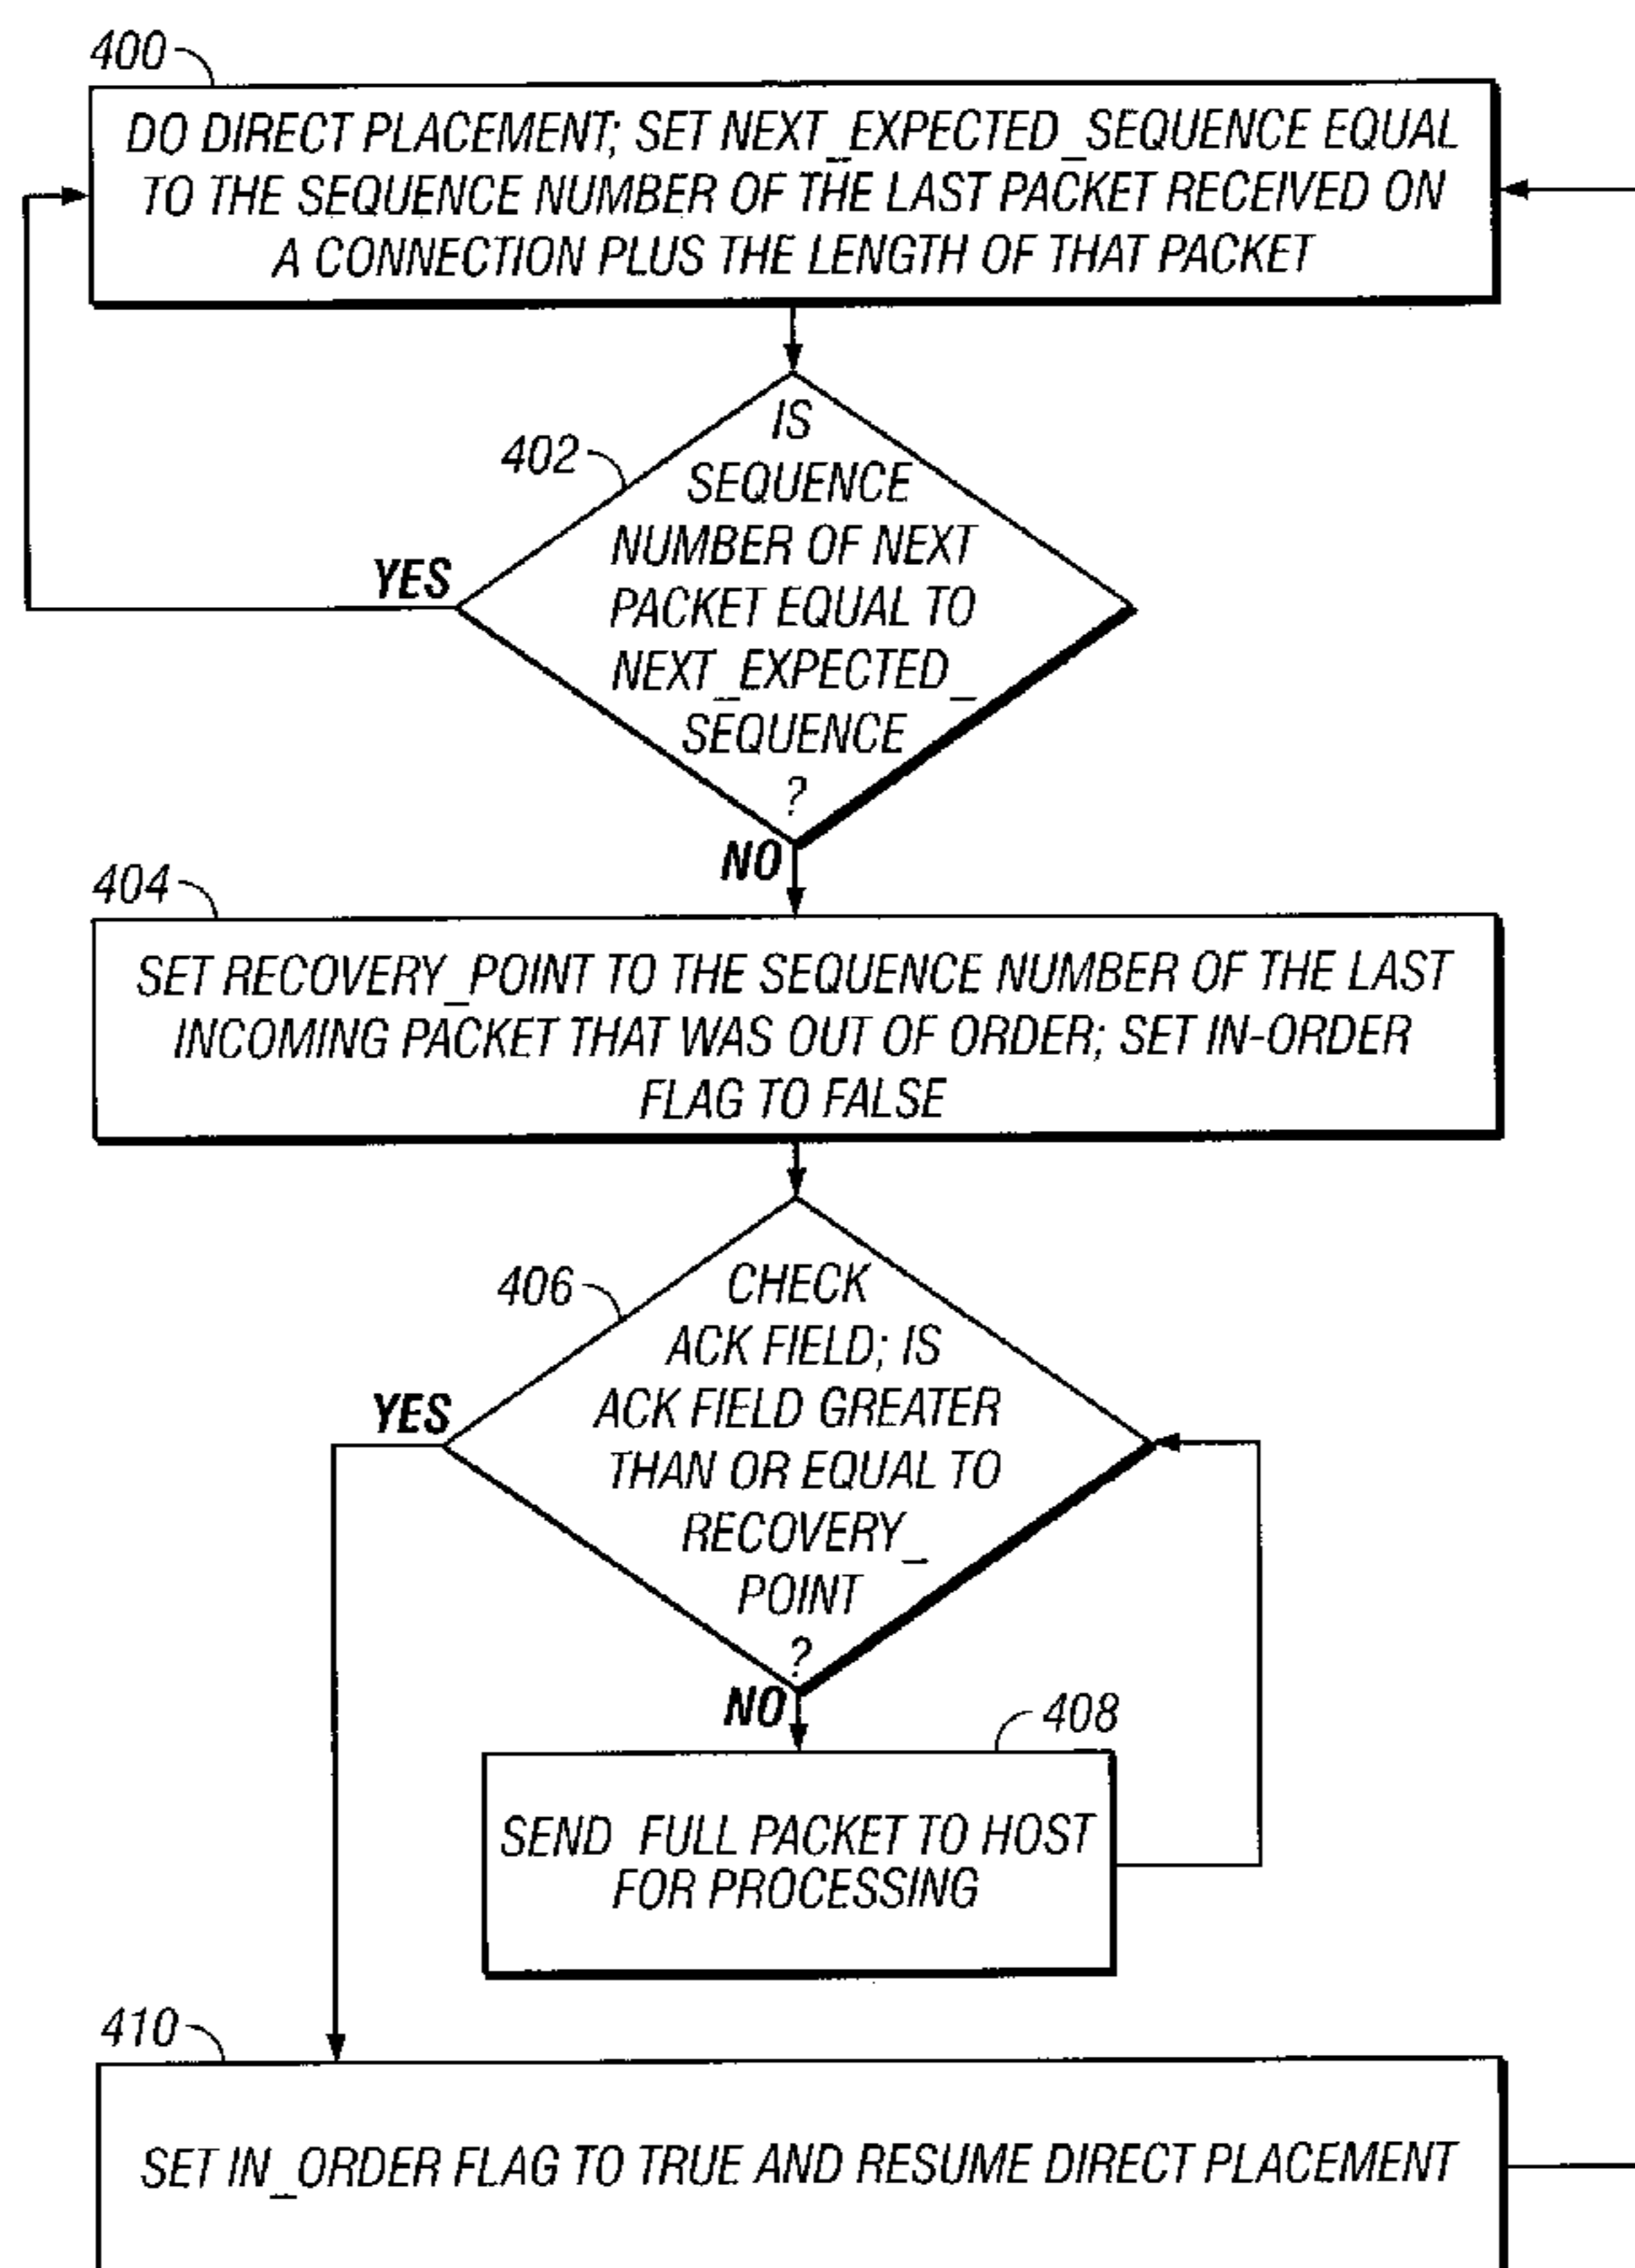 400
DO DIRECT PLACEMENT; SET NEXT_EXPECTED_SEQUENCE EQUAL
TO THE SEQUENCE NUMBER OF THE LAST PACKET RECEIVED ON
A CONNECTION PLUS THE LENGTH OF THAT PACKET
402
IS
SEQUENCE
NUMBER OF NEXT
PACKET EQUAL TO
NEXT_EXPECTED_
SEQUENCE
?
YES
NO
404
SET RECOVERY_POINT TO THE SEQUENCE NUMBER OF THE LAST
INCOMING PACKET THAT WAS OUT OF ORDER; SET IN-ORDER
FLAG TO FALSE
406
CHECK
ACK FIELD; IS
ACK FIELD GREATER
THAN OR EQUAL TO
RECOVERY_
POINT
?
YES
NO
408
SEND FULL PACKET TO HOST
FOR PROCESSING
410
SET IN_ORDER FLAG TO TRUE AND RESUME DIRECT PLACEMENT